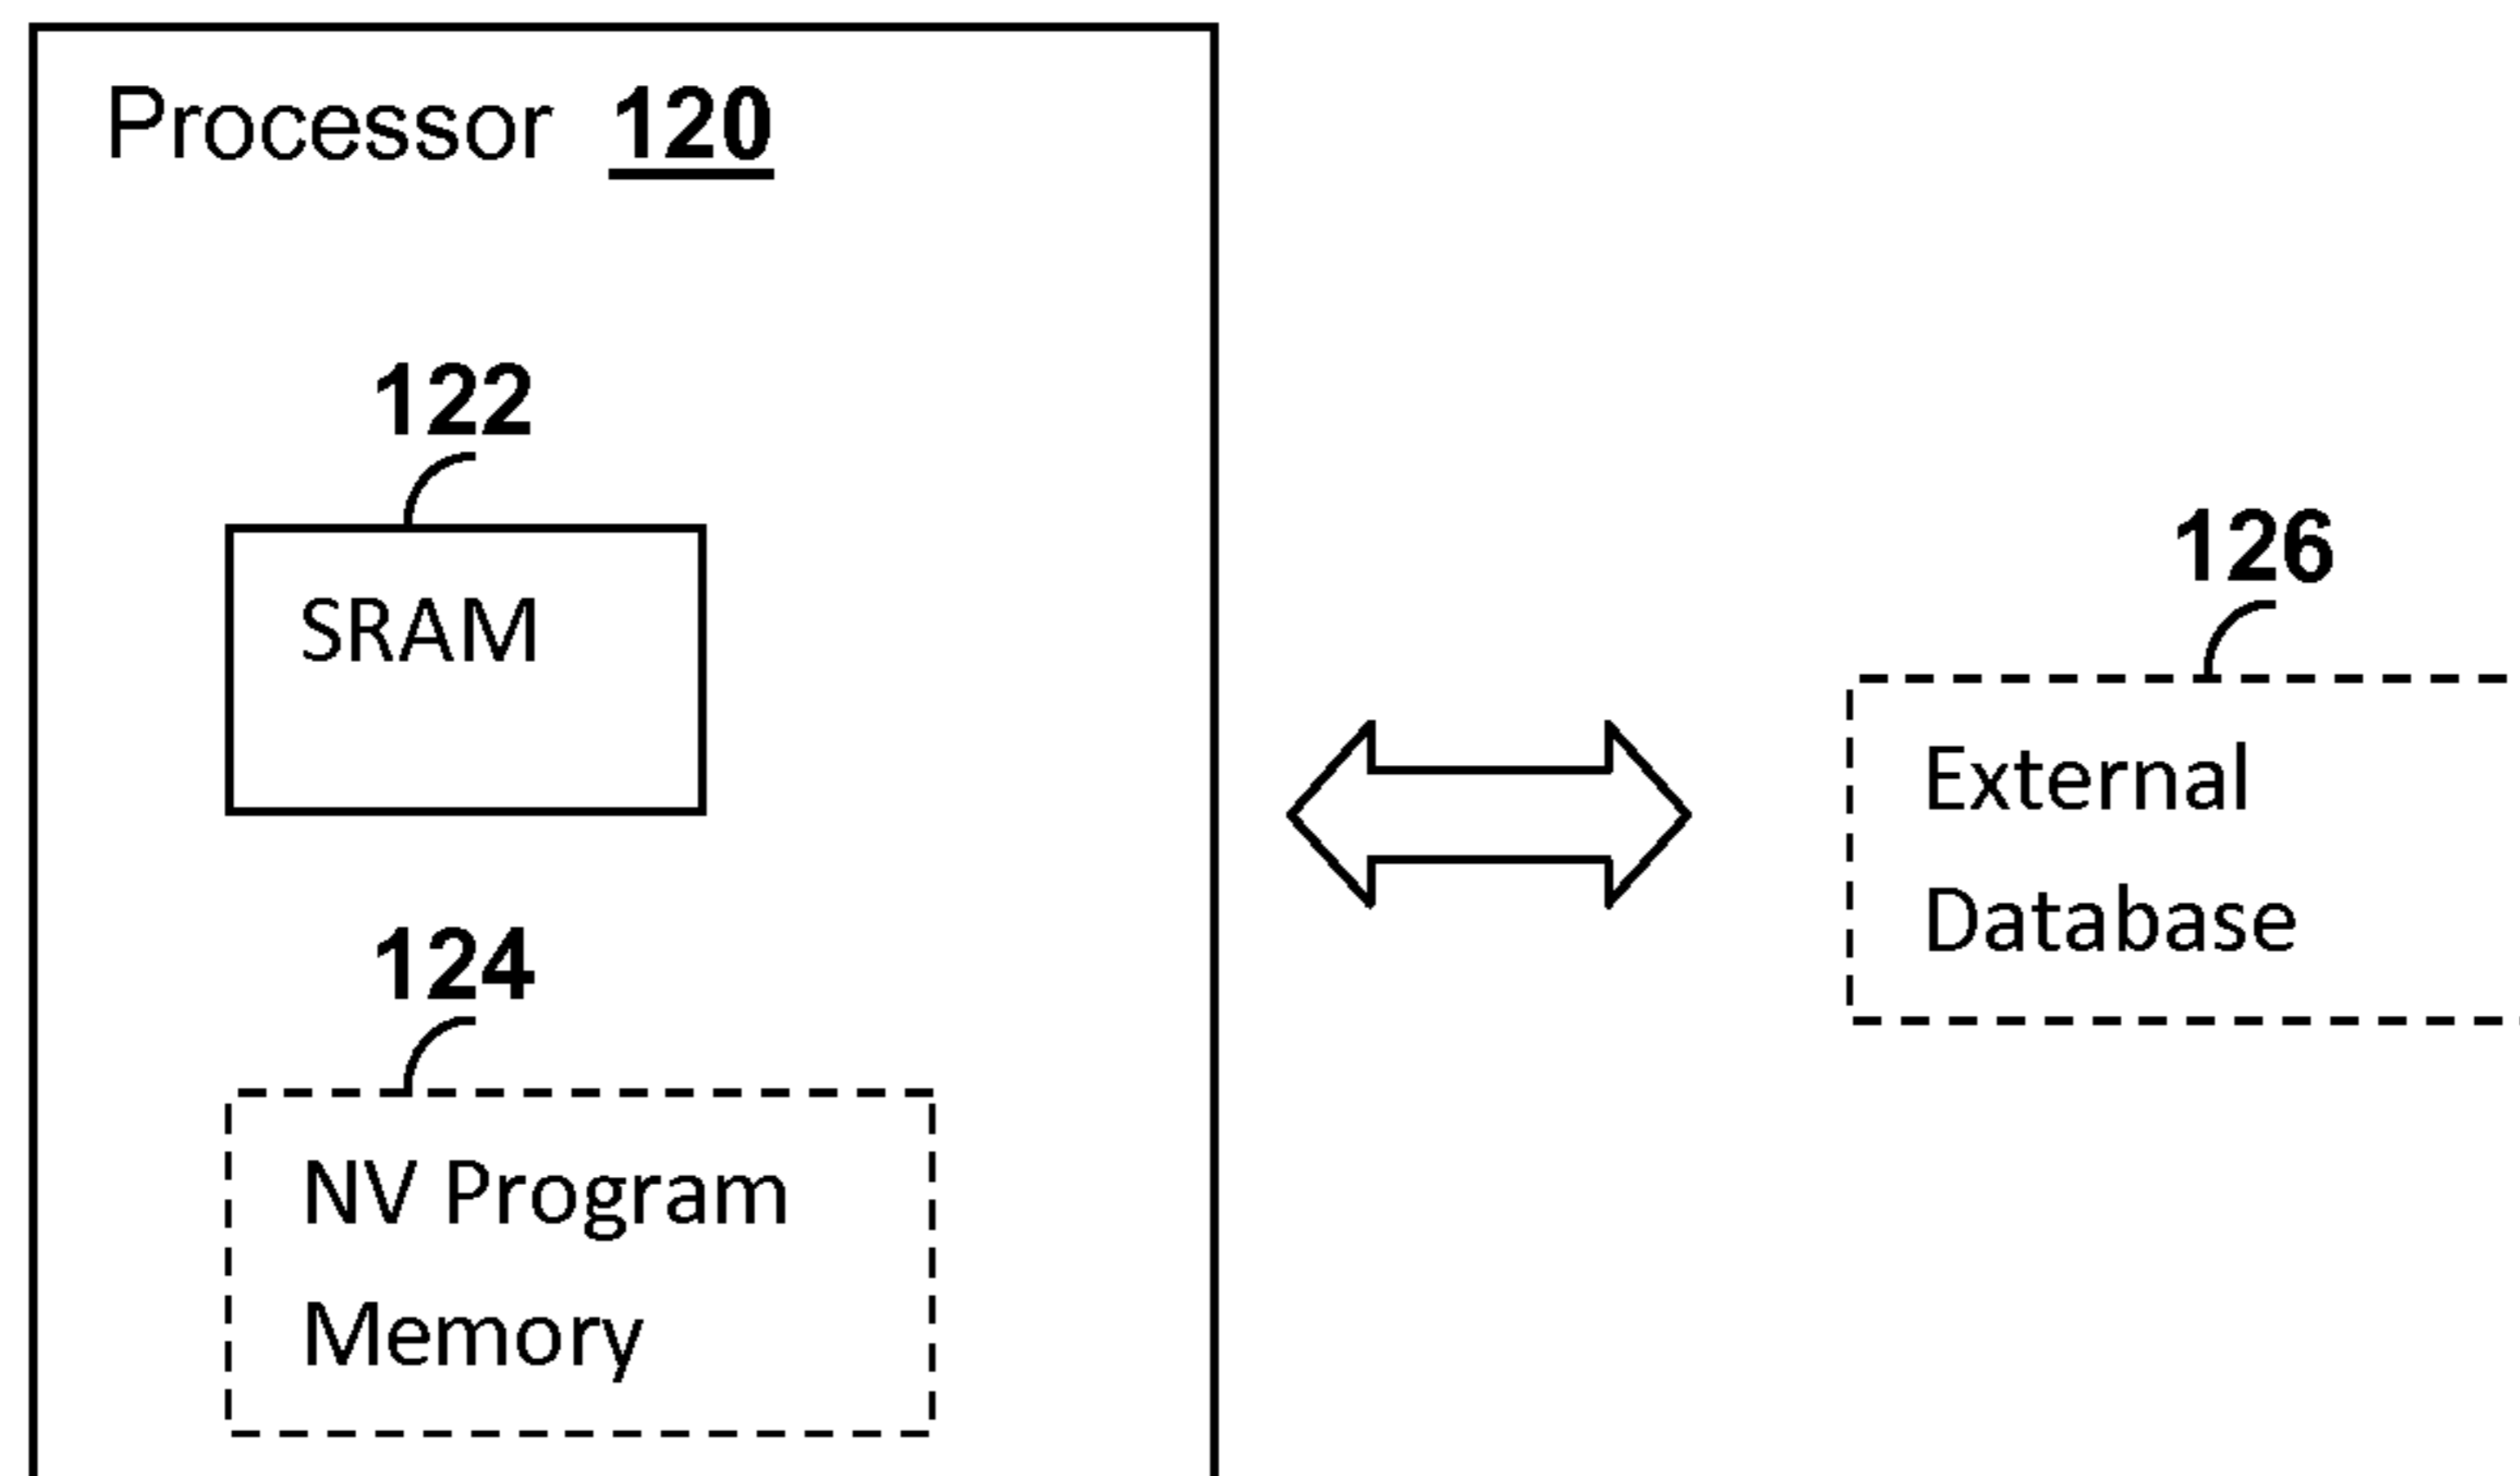 Processor 120
122
SRAM
124
NV Program
Memory
126
External
Database